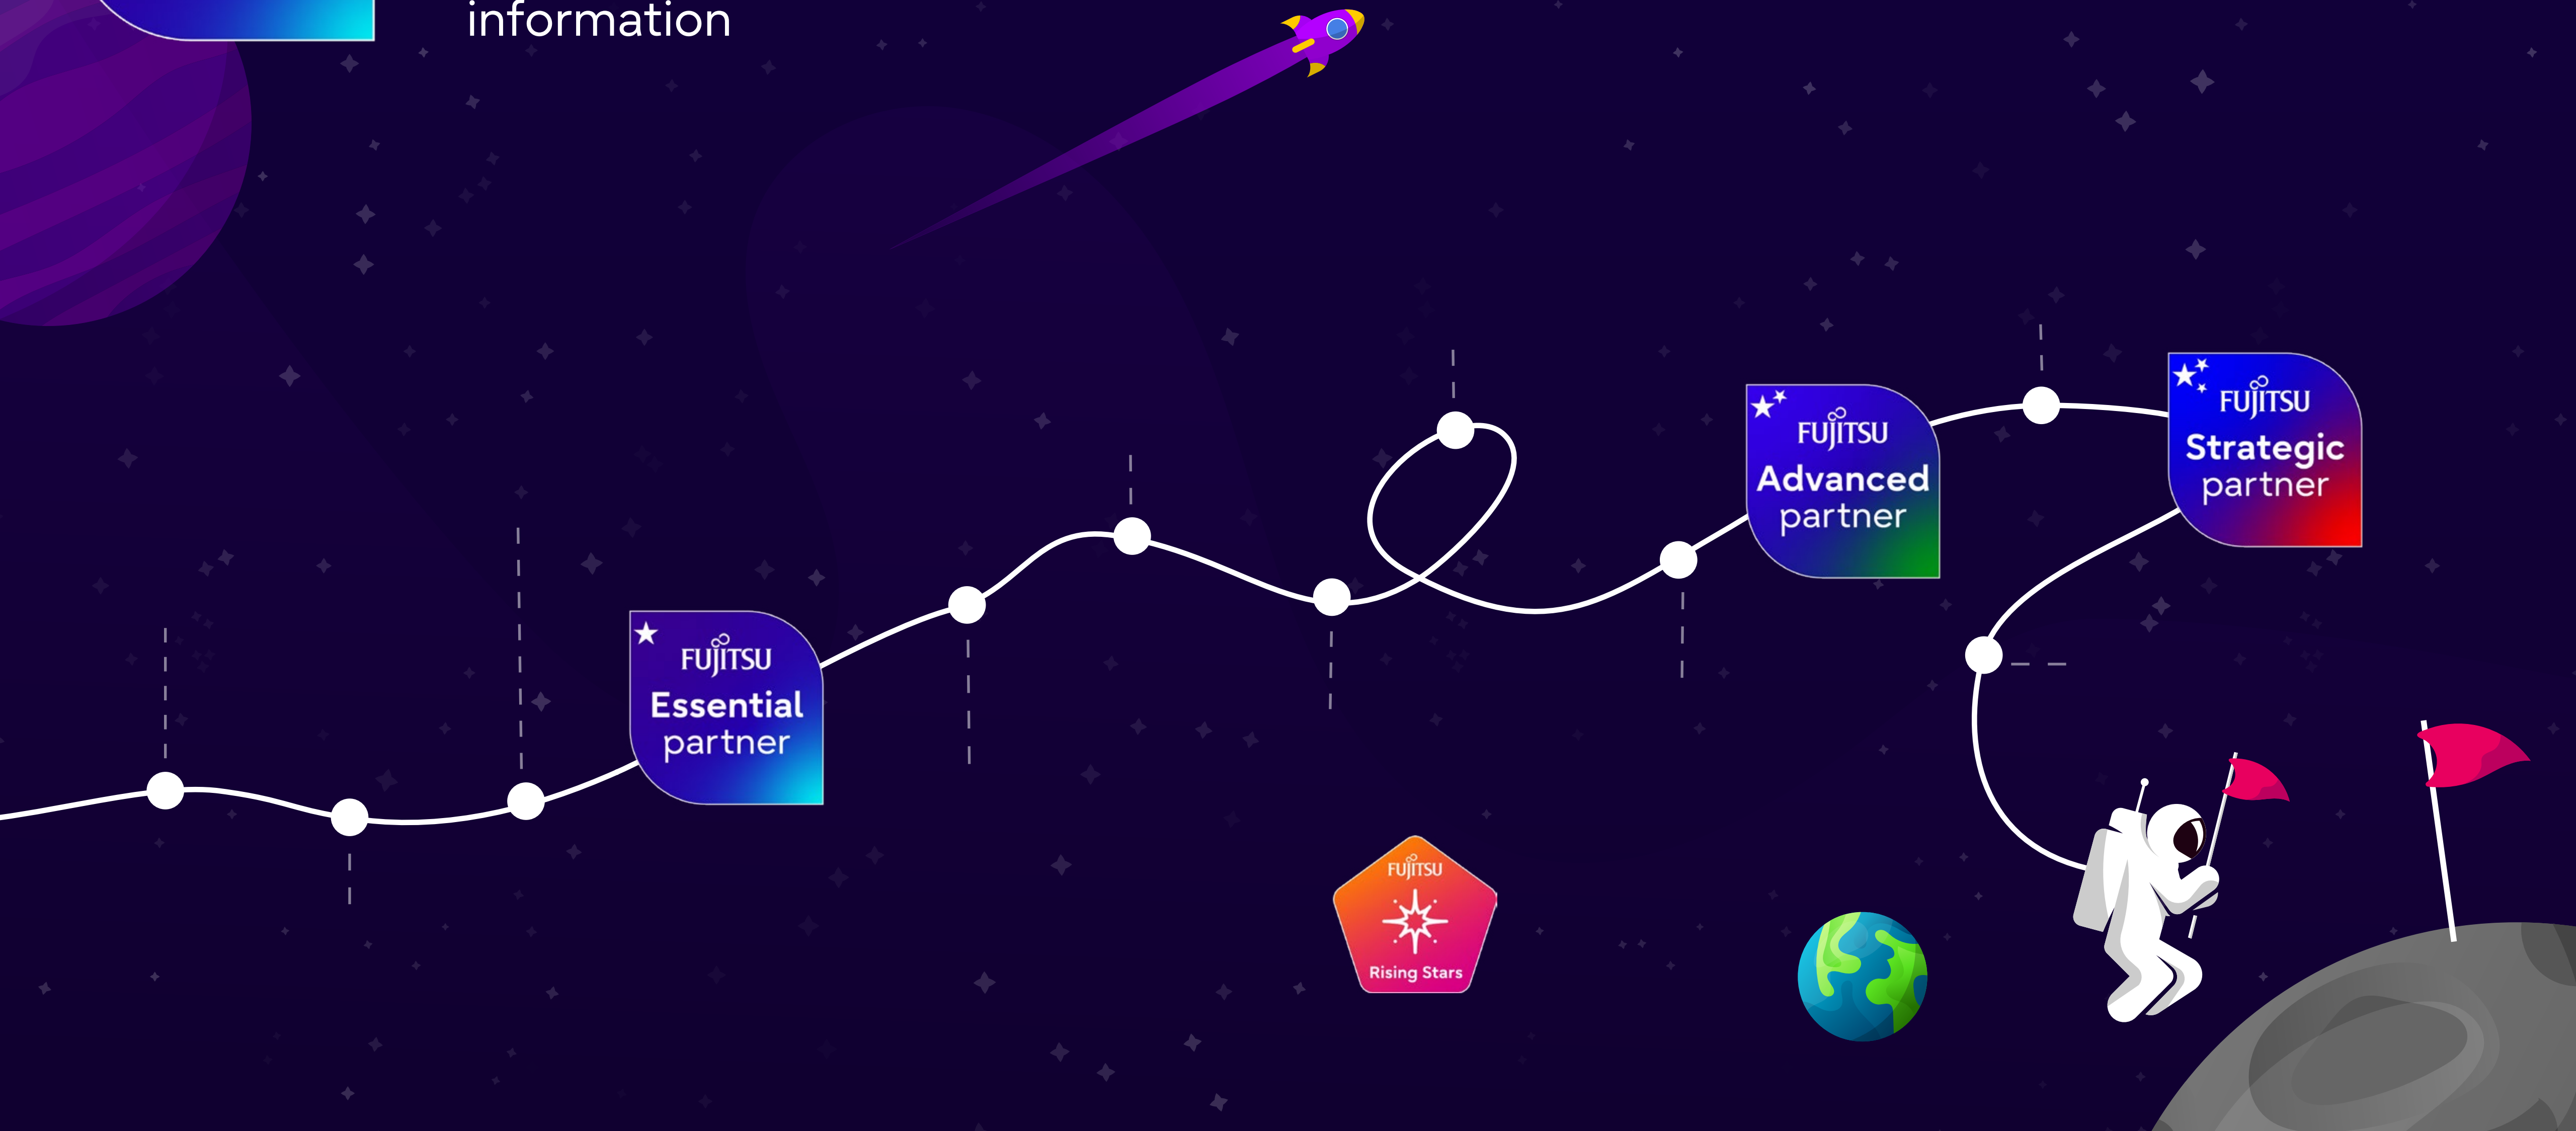 information
FUJITSU
Essential
partner
FUJITSU
Advanced
partner
FUJITSU
Strategic
partner
FUJITSU
Rising Stars